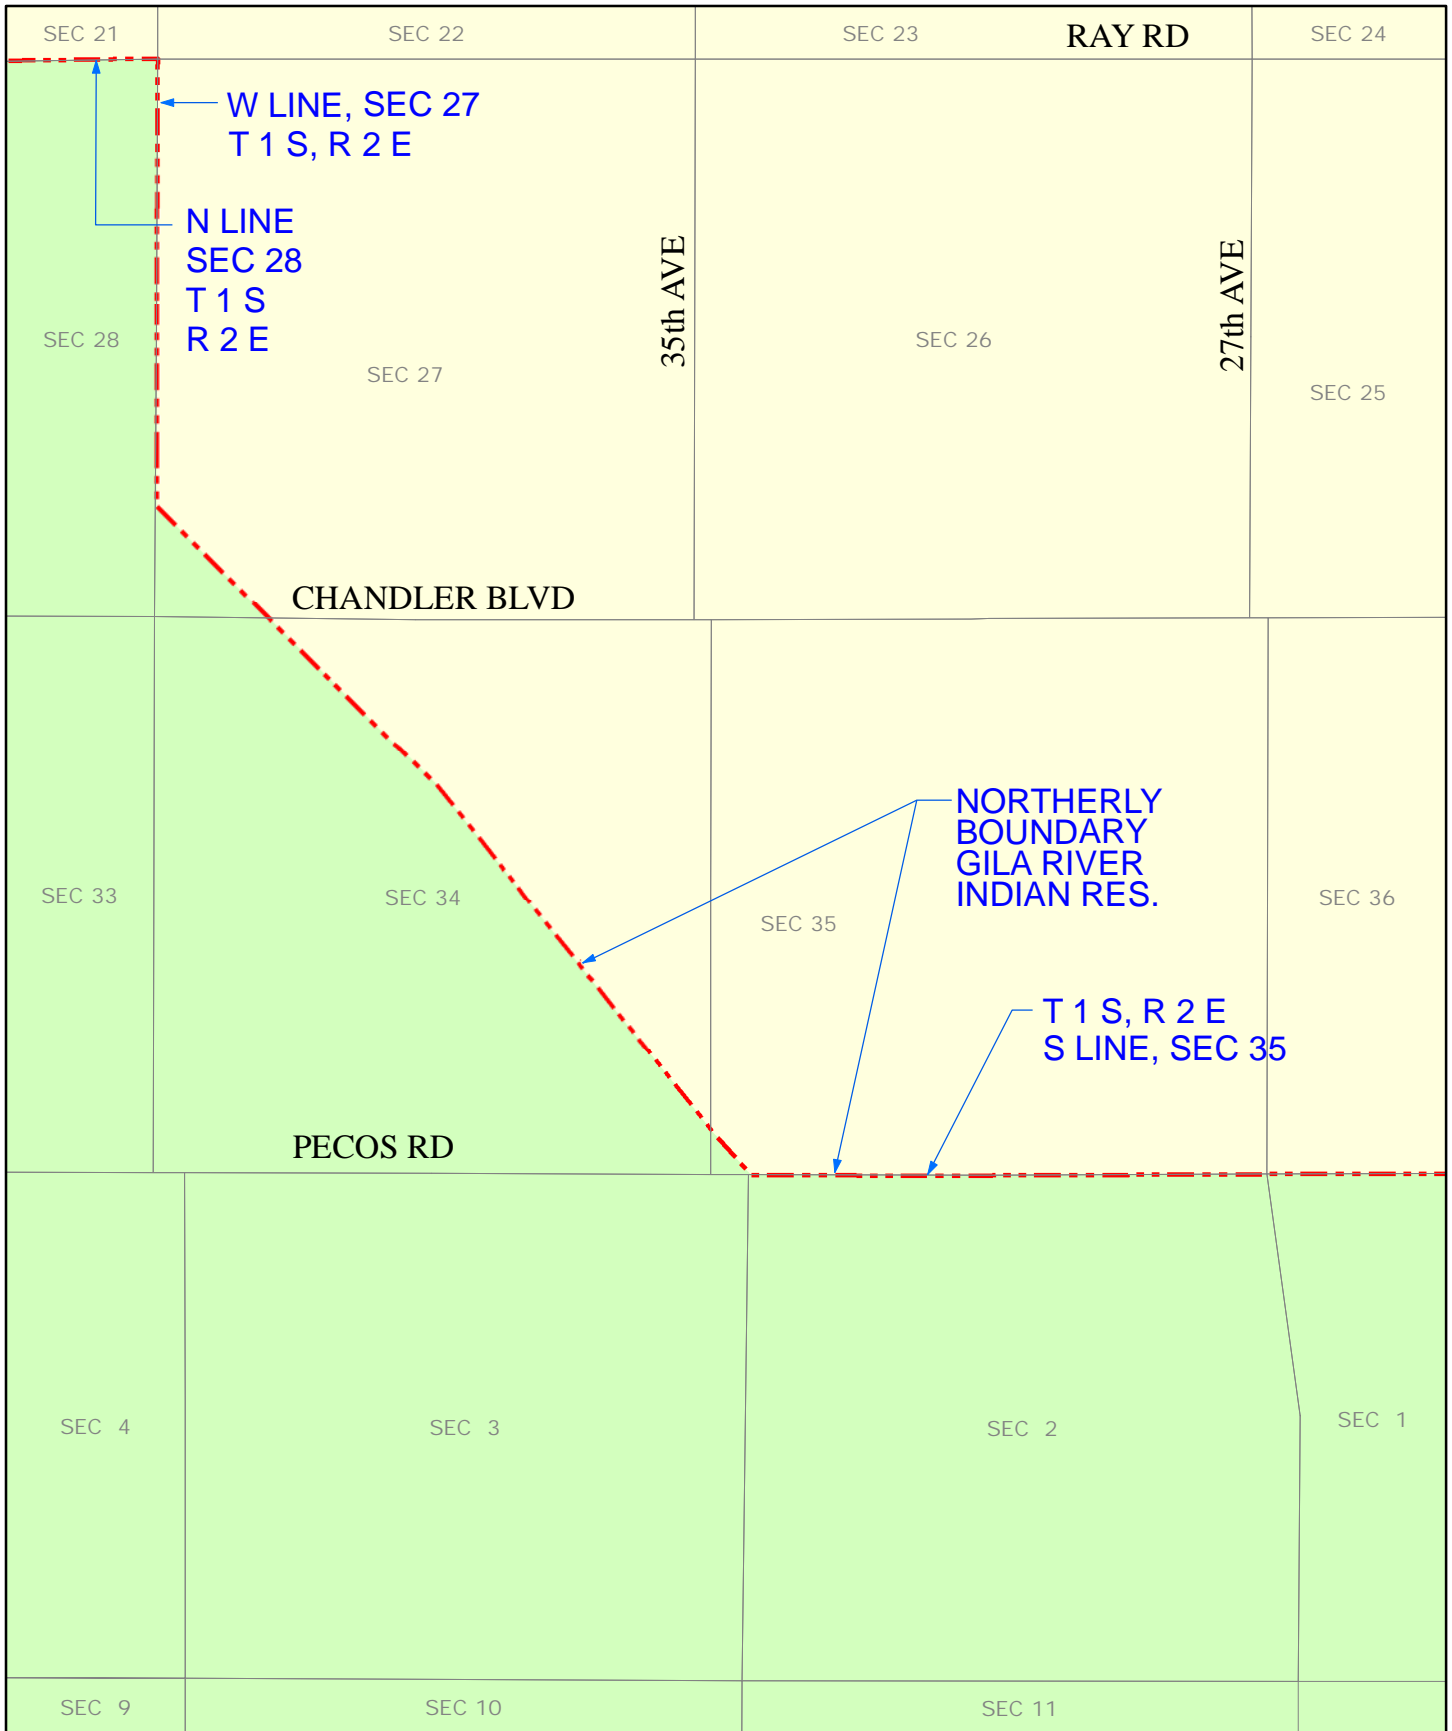 SEC 21
SEC 22
SEC 23
RAY RD
SEC 24
W LINE, SEC 27
T 1 S, R 2 E
N LINE
SEC 28
T 1 S
R 2 E
35th AVE
27th AVE
SEC 28
SEC 27
SEC 26
SEC 25
CHANDLER BLVD
NORTHERLY
BOUNDARY
GILA RIVER
INDIAN RES.
SEC 33
SEC 34
SEC 35
SEC 36
T 1 S, R 2 E
S LINE, SEC 35
PECOS RD
SEC 4
SEC 3
SEC 2
SEC 1
SEC 9
SEC 10
SEC 11